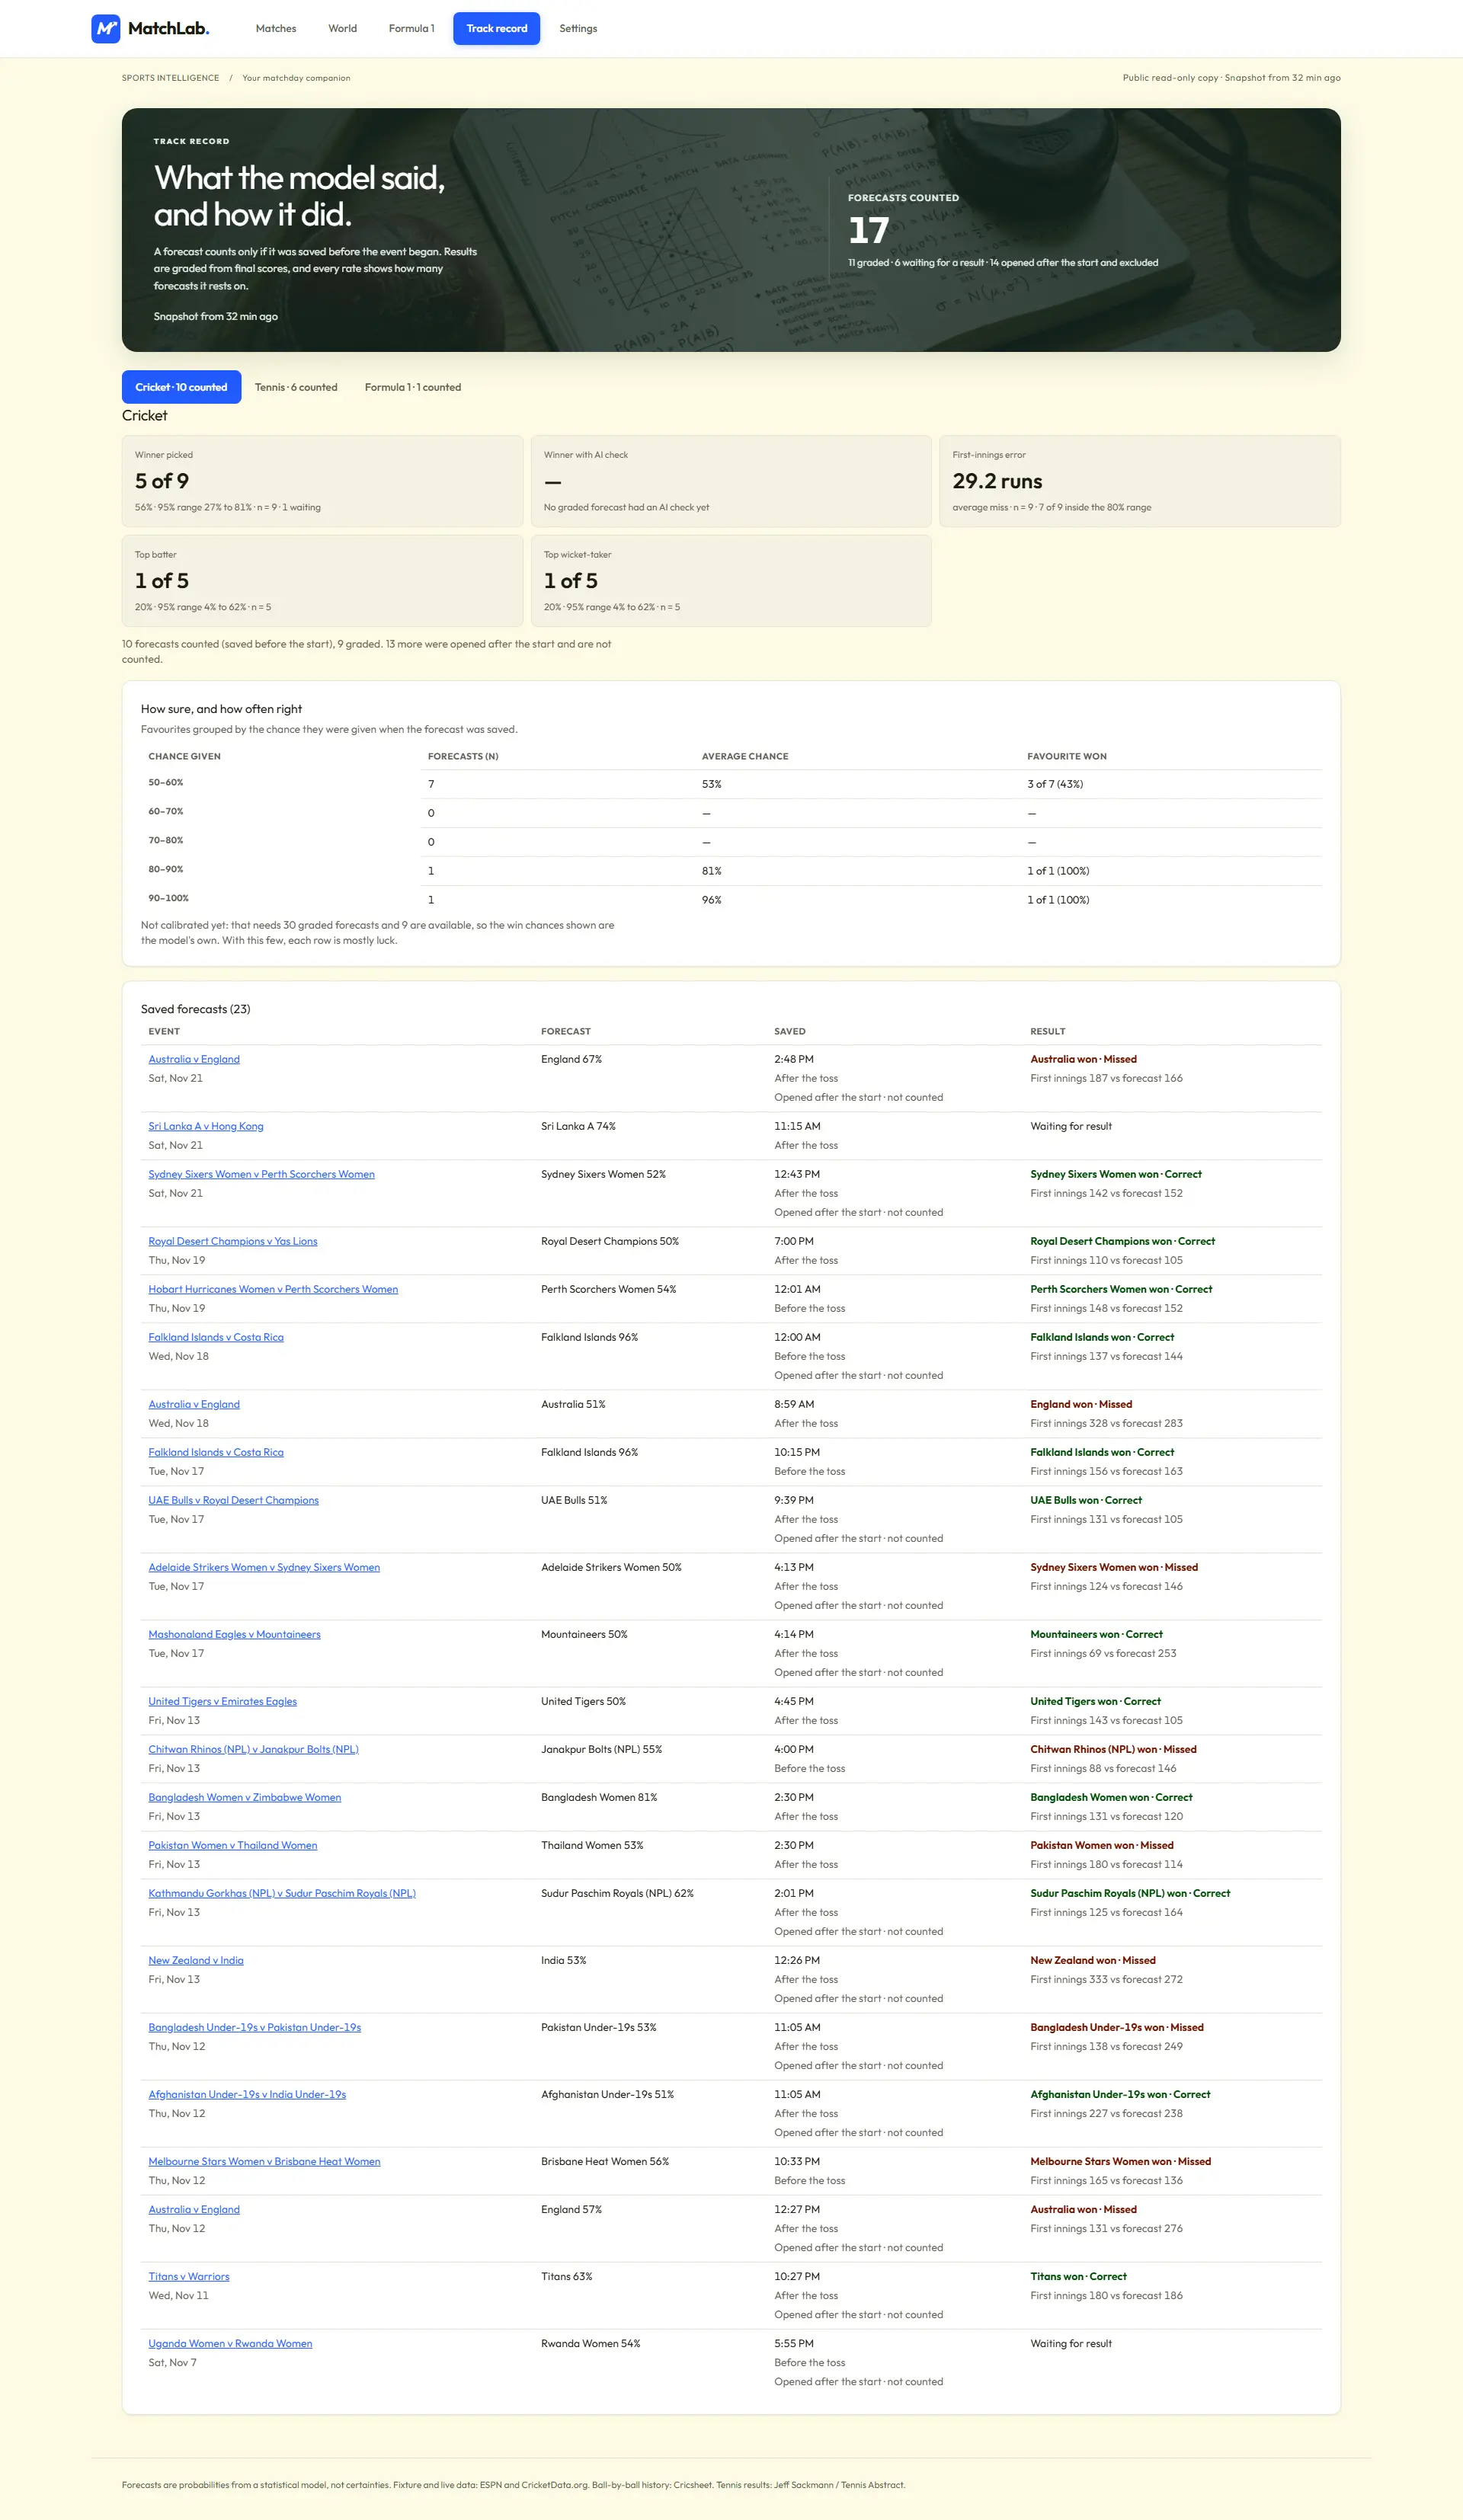 MatchLab.
Matches
World
Formula 1
Track record
Settings
SPORTS INTELLIGENCE / Your matchday companion
Public read-only copy · Snapshot from 32 min ago
TRACK RECORD
What the model said,
and how it did.
A forecast counts only if it was saved before the event began. Results
are graded from final scores, and every rate shows how many
forecasts it rests on.
Snapshot from 32 min ago
FORECASTS COUNTED
17
11 graded · 6 waiting for a result · 14 opened after the start and excluded
Cricket · 10 counted
Tennis · 6 counted
Formula 1 · 1 counted
Cricket
Winner picked
5 of 9
56% · 95% range 27% to 81% · n = 9 · 1 waiting
Winner with AI check
—
No graded forecast had an AI check yet
First-innings error
29.2 runs
average miss · n = 9 · 7 of 9 inside the 80% range
Top batter
1 of 5
20% · 95% range 4% to 62% · n = 5
Top wicket-taker
1 of 5
20% · 95% range 4% to 62% · n = 5
10 forecasts counted (saved before the start), 9 graded. 13 more were opened after the start and are not
counted.
How sure, and how often right
Favourites grouped by the chance they were given when the forecast was saved.
CHANCE GIVEN FORECASTS (N) AVERAGE CHANCE FAVOURITE WON
50–60% 7 53% 3 of 7 (43%)
60–70% 0 — —
70–80% 0 — —
80–90% 1 81% 1 of 1 (100%)
90–100% 1 96% 1 of 1 (100%)
Not calibrated yet: that needs 30 graded forecasts and 9 are available, so the win chances shown are
the model's own. With this few, each row is mostly luck.
Saved forecasts (23)
EVENT FORECAST SAVED RESULT
Australia v England England 67% 2:48 PM Australia won · Missed
Sat, Nov 21 After the toss First innings 187 vs forecast 166
Opened after the start · not counted
Sri Lanka A v Hong Kong Sri Lanka A 74% 11:15 AM Waiting for result
Sat, Nov 21 After the toss
Sydney Sixers Women v Perth Scorchers Women Sydney Sixers Women 52% 12:43 PM Sydney Sixers Women won · Correct
Sat, Nov 21 After the toss First innings 142 vs forecast 152
Opened after the start · not counted
Royal Desert Champions v Yas Lions Royal Desert Champions 50% 7:00 PM Royal Desert Champions won · Correct
Thu, Nov 19 After the toss First innings 110 vs forecast 105
Hobart Hurricanes Women v Perth Scorchers Women Perth Scorchers Women 54% 12:01 AM Perth Scorchers Women won · Correct
Thu, Nov 19 Before the toss First innings 148 vs forecast 152
Falkland Islands v Costa Rica Falkland Islands 96% 12:00 AM Falkland Islands won · Correct
Wed, Nov 18 Before the toss First innings 137 vs forecast 144
Opened after the start · not counted
Australia v England Australia 51% 8:59 AM England won · Missed
Wed, Nov 18 After the toss First innings 328 vs forecast 283
Falkland Islands v Costa Rica Falkland Islands 96% 10:15 PM Falkland Islands won · Correct
Tue, Nov 17 Before the toss First innings 156 vs forecast 163
UAE Bulls v Royal Desert Champions UAE Bulls 51% 9:39 PM UAE Bulls won · Correct
Tue, Nov 17 After the toss First innings 131 vs forecast 105
Opened after the start · not counted
Adelaide Strikers Women v Sydney Sixers Women Adelaide Strikers Women 50% 4:13 PM Sydney Sixers Women won · Missed
Tue, Nov 17 After the toss First innings 124 vs forecast 146
Opened after the start · not counted
Mashonaland Eagles v Mountaineers Mountaineers 50% 4:14 PM Mountaineers won · Correct
Tue, Nov 17 After the toss First innings 69 vs forecast 253
Opened after the start · not counted
United Tigers v Emirates Eagles United Tigers 50% 4:45 PM United Tigers won · Correct
Fri, Nov 13 After the toss First innings 143 vs forecast 105
Chitwan Rhinos (NPL) v Janakpur Bolts (NPL) Janakpur Bolts (NPL) 55% 4:00 PM Chitwan Rhinos (NPL) won · Missed
Fri, Nov 13 Before the toss First innings 88 vs forecast 146
Bangladesh Women v Zimbabwe Women Bangladesh Women 81% 2:30 PM Bangladesh Women won · Correct
Fri, Nov 13 After the toss First innings 131 vs forecast 120
Pakistan Women v Thailand Women Thailand Women 53% 2:30 PM Pakistan Women won · Missed
Fri, Nov 13 After the toss First innings 180 vs forecast 114
Kathmandu Gorkhas (NPL) v Sudur Paschim Royals (NPL) Sudur Paschim Royals (NPL) 62% 2:01 PM Sudur Paschim Royals (NPL) won · Correct
Fri, Nov 13 After the toss First innings 125 vs forecast 164
Opened after the start · not counted
New Zealand v India India 53% 12:26 PM New Zealand won · Missed
Fri, Nov 13 After the toss First innings 333 vs forecast 272
Opened after the start · not counted
Bangladesh Under-19s v Pakistan Under-19s Pakistan Under-19s 53% 11:05 AM Bangladesh Under-19s won · Missed
Thu, Nov 12 After the toss First innings 138 vs forecast 249
Opened after the start · not counted
Afghanistan Under-19s v India Under-19s Afghanistan Under-19s 51% 11:05 AM Afghanistan Under-19s won · Correct
Thu, Nov 12 After the toss First innings 227 vs forecast 238
Opened after the start · not counted
Melbourne Stars Women v Brisbane Heat Women Brisbane Heat Women 56% 10:33 PM Melbourne Stars Women won · Missed
Thu, Nov 12 Before the toss First innings 165 vs forecast 136
Australia v England England 57% 12:27 PM Australia won · Missed
Thu, Nov 12 After the toss First innings 131 vs forecast 276
Opened after the start · not counted
Titans v Warriors Titans 63% 10:27 PM Titans won · Correct
Wed, Nov 11 After the toss First innings 180 vs forecast 186
Opened after the start · not counted
Uganda Women v Rwanda Women Rwanda Women 54% 5:55 PM Waiting for result
Sat, Nov 7 Before the toss
Opened after the start · not counted
Forecasts are probabilities from a statistical model, not certainties. Fixture and live data: ESPN and CricketData.org. Ball-by-ball history: Cricsheet. Tennis results: Jeff Sackmann / Tennis Abstract.